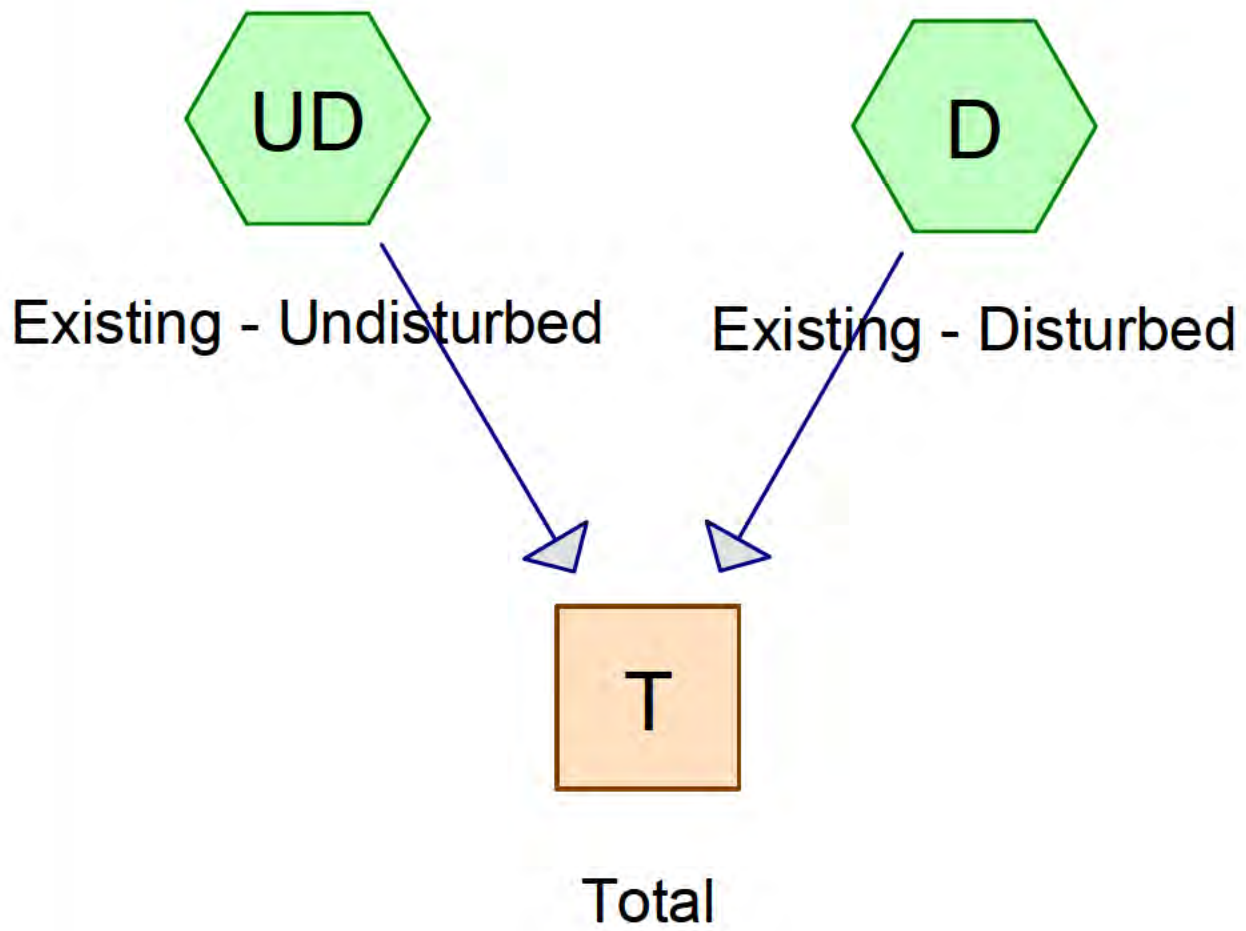 UD
D
Existing - Undisturbed
Existing - Disturbed
T
Total